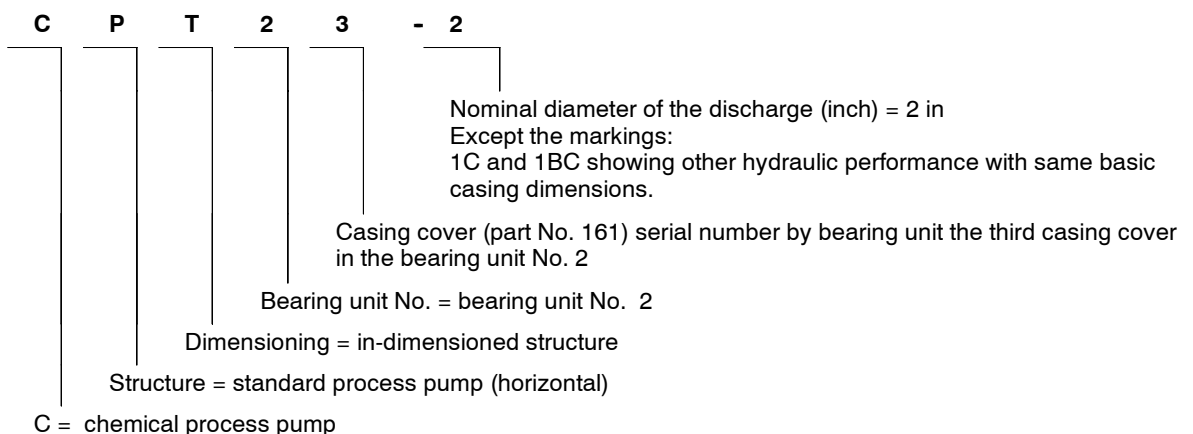 C P T 2 3 - 2
Nominal diameter of the discharge (inch) = 2 in
Except the markings:
1C and 1BC showing other hydraulic performance with same basic
casing dimensions.
Casing cover (part No. 161) serial number by bearing unit the third casing cover
in the bearing unit No. 2
Bearing unit No. = bearing unit No. 2
Dimensioning = in-dimensioned structure
Structure = standard process pump (horizontal)
C = chemical process pump